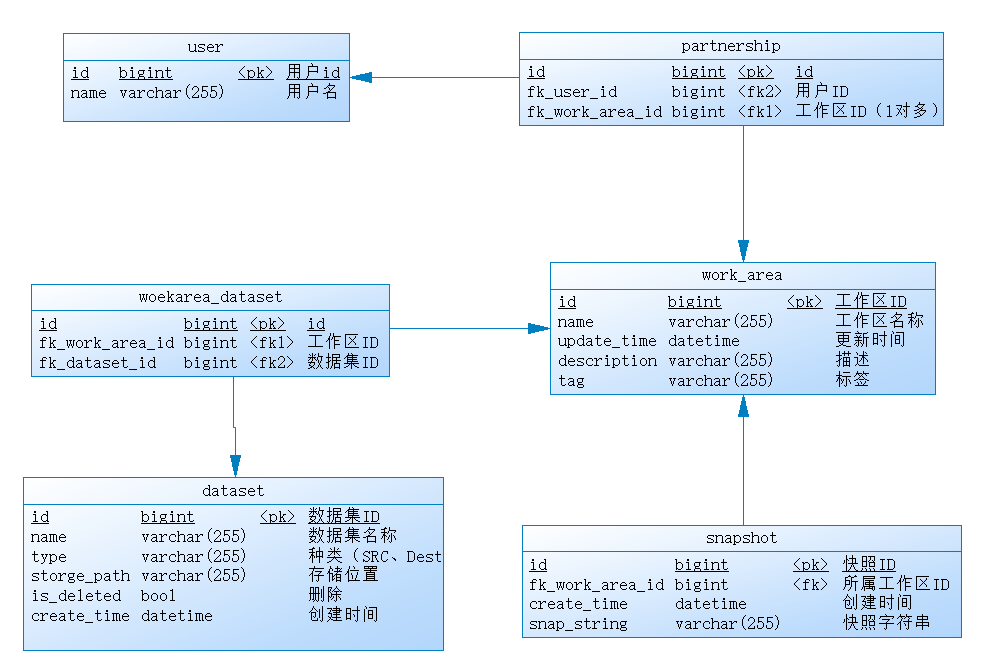 user
id bigint <pk> 用户id
name varchar(255) 用户名
partnership
id bigint <pk> id
fk_user_id bigint <fk2> 用户ID
fk_work_area_id bigint <fk1> 工作区ID（1对多）
work_area
id bigint <pk> 工作区ID
name varchar(255) 工作区名称
update_time datetime 更新时间
description varchar(255) 描述
tag varchar(255) 标签
woekarea_dataset
id bigint <pk> id
fk_work_area_id bigint <fk1> 工作区ID
fk_dataset_id bigint <fk2> 数据集ID
dataset
id bigint <pk> 数据集ID
name varchar(255) 数据集名称
type varchar(255) 种类（SRC、Dest
storge_path varchar(255) 存储位置
is_deleted bool 删除
create_time datetime 创建时间
snapshot
id bigint <pk> 快照ID
fk_work_area_id bigint <fk> 所属工作区ID
create_time datetime 创建时间
snap_string varchar(255) 快照字符串